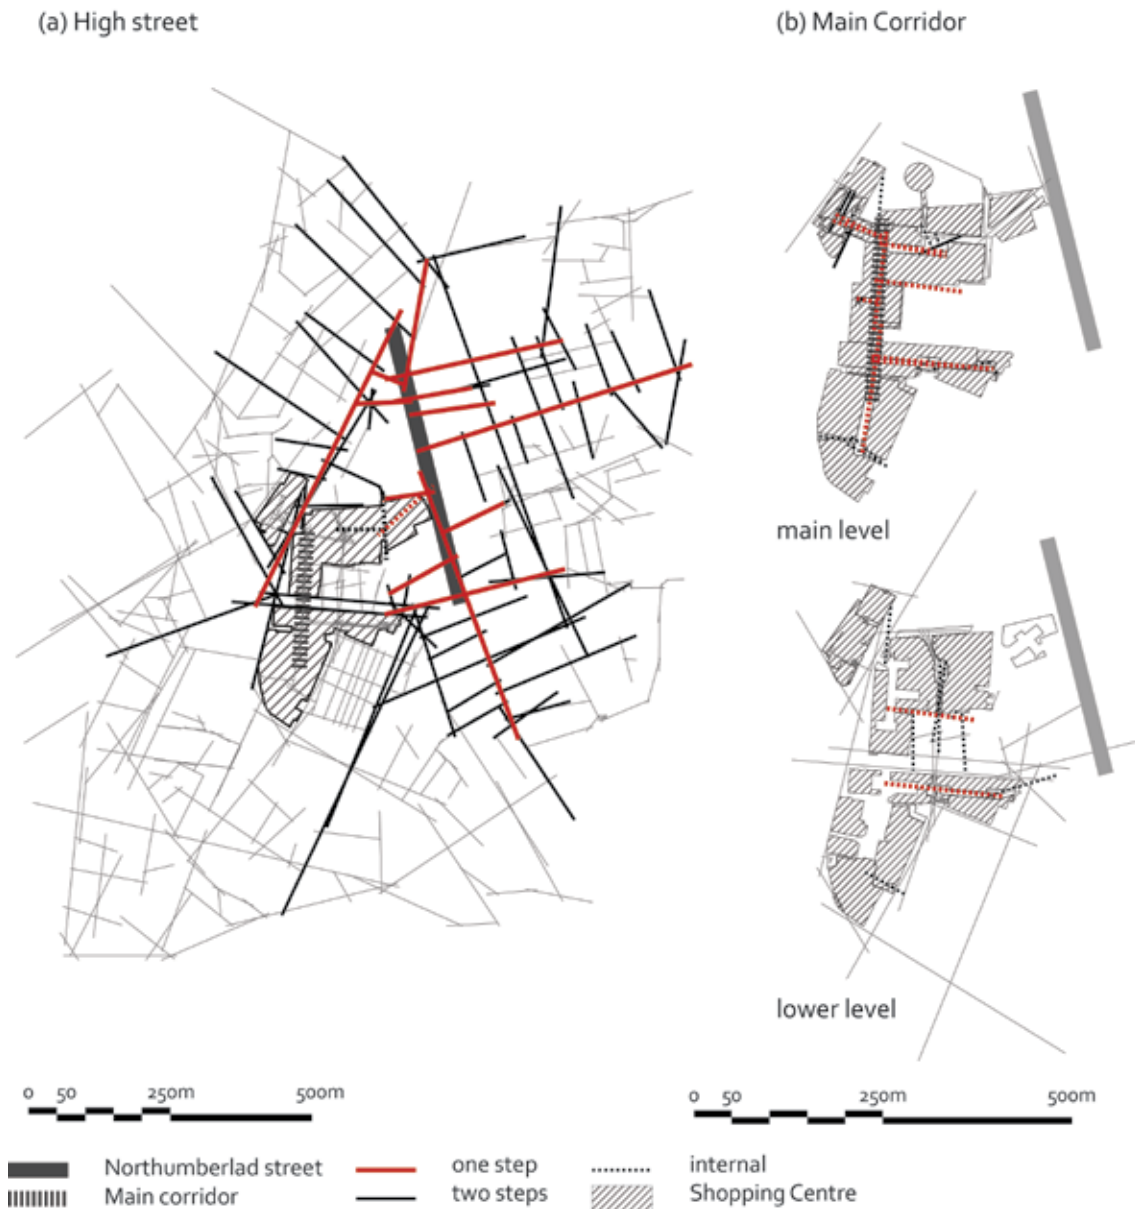 (a) High street
(b) Main Corridor
main level
lower level
0 50 250m 500m
0 50 250m 500m
Northumberlad street
one step
internal
Main corridor
two steps
Shopping Centre